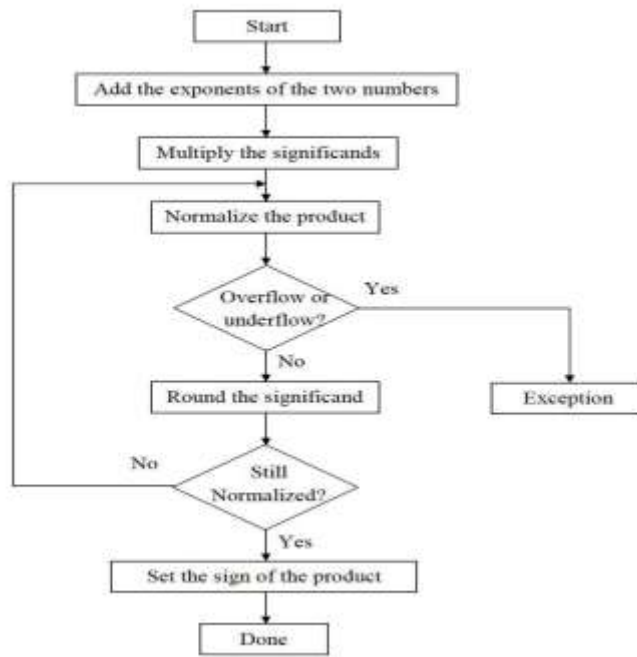 Start
Add the exponents of the two numbers
Multiply the significands
Normalize the product
Overflow or
underflow?
Yes
No
Round the significand
Exception
No
Still
Normalized?
Yes
Set the sign of the product
Done